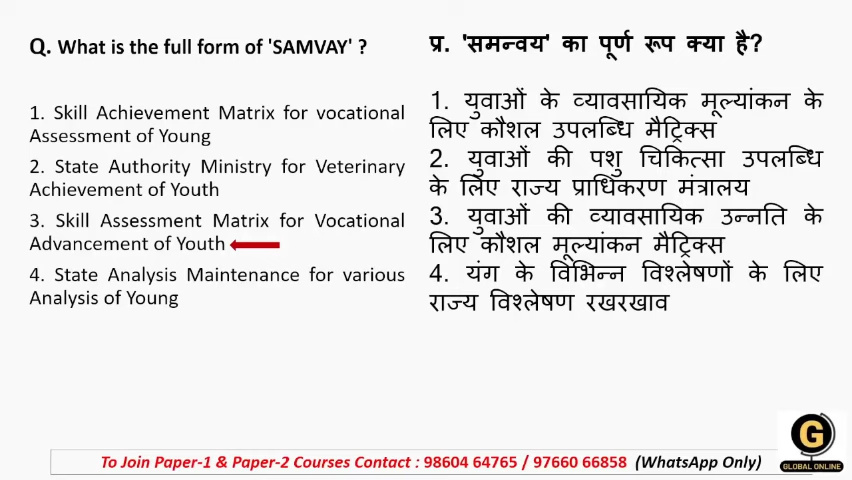 Q. What is the full form of 'SAMVAY' ?
1. Skill Achievement Matrix for vocational
Assessment of Young
2. State Authority Ministry for Veterinary
Achievement of Youth
3. Skill Assessment Matrix for Vocational
Advancement of Youth
4. State Analysis Maintenance for various
Analysis of Young
प्र. 'समन्वय' का पूर्ण रूप क्या है?
1. युवाओं के व्यावसायिक मूल्यांकन के
लिए कौशल उपलब्धि मैट्रिक्स
2. युवाओं की पशु चिकित्सा उपलब्धि
के लिए राज्य प्राधिकरण मंत्रालय
3. युवाओं की व्यावसायिक उन्नति के
लिए कौशल मूल्यांकन मैट्रिक्स
4. यंग के विभिन्न विश्लेषणों के लिए
राज्य विश्लेषण रखरखाव
To Join Paper-1 & Paper-2 Courses Contact : 98604 64765 / 97660 66858 (WhatsApp Only)
G
GLOBAL ONLINE